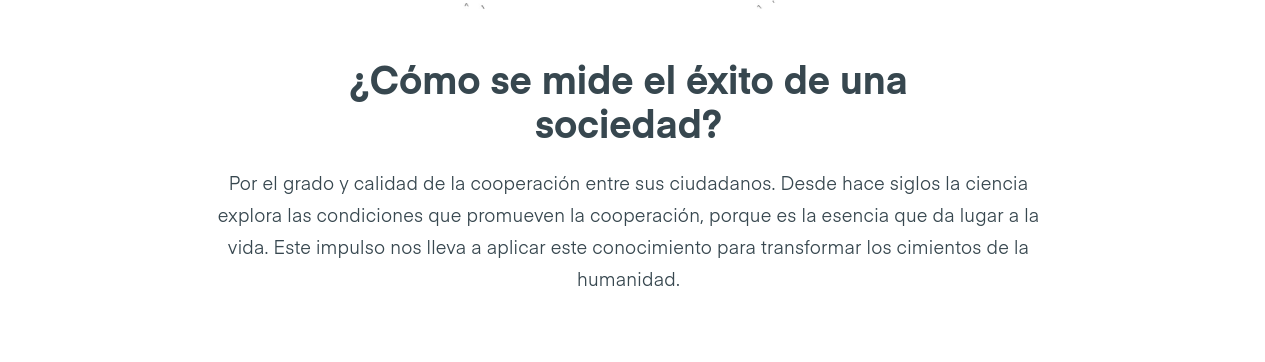 ¿Cómo se mide el éxito de una
sociedad?
Por el grado y calidad de la cooperación entre sus ciudadanos. Desde hace siglos la ciencia
explora las condiciones que promueven la cooperación, porque es la esencia que da lugar a la
vida. Este impulso nos lleva a aplicar este conocimiento para transformar los cimientos de la
humanidad.